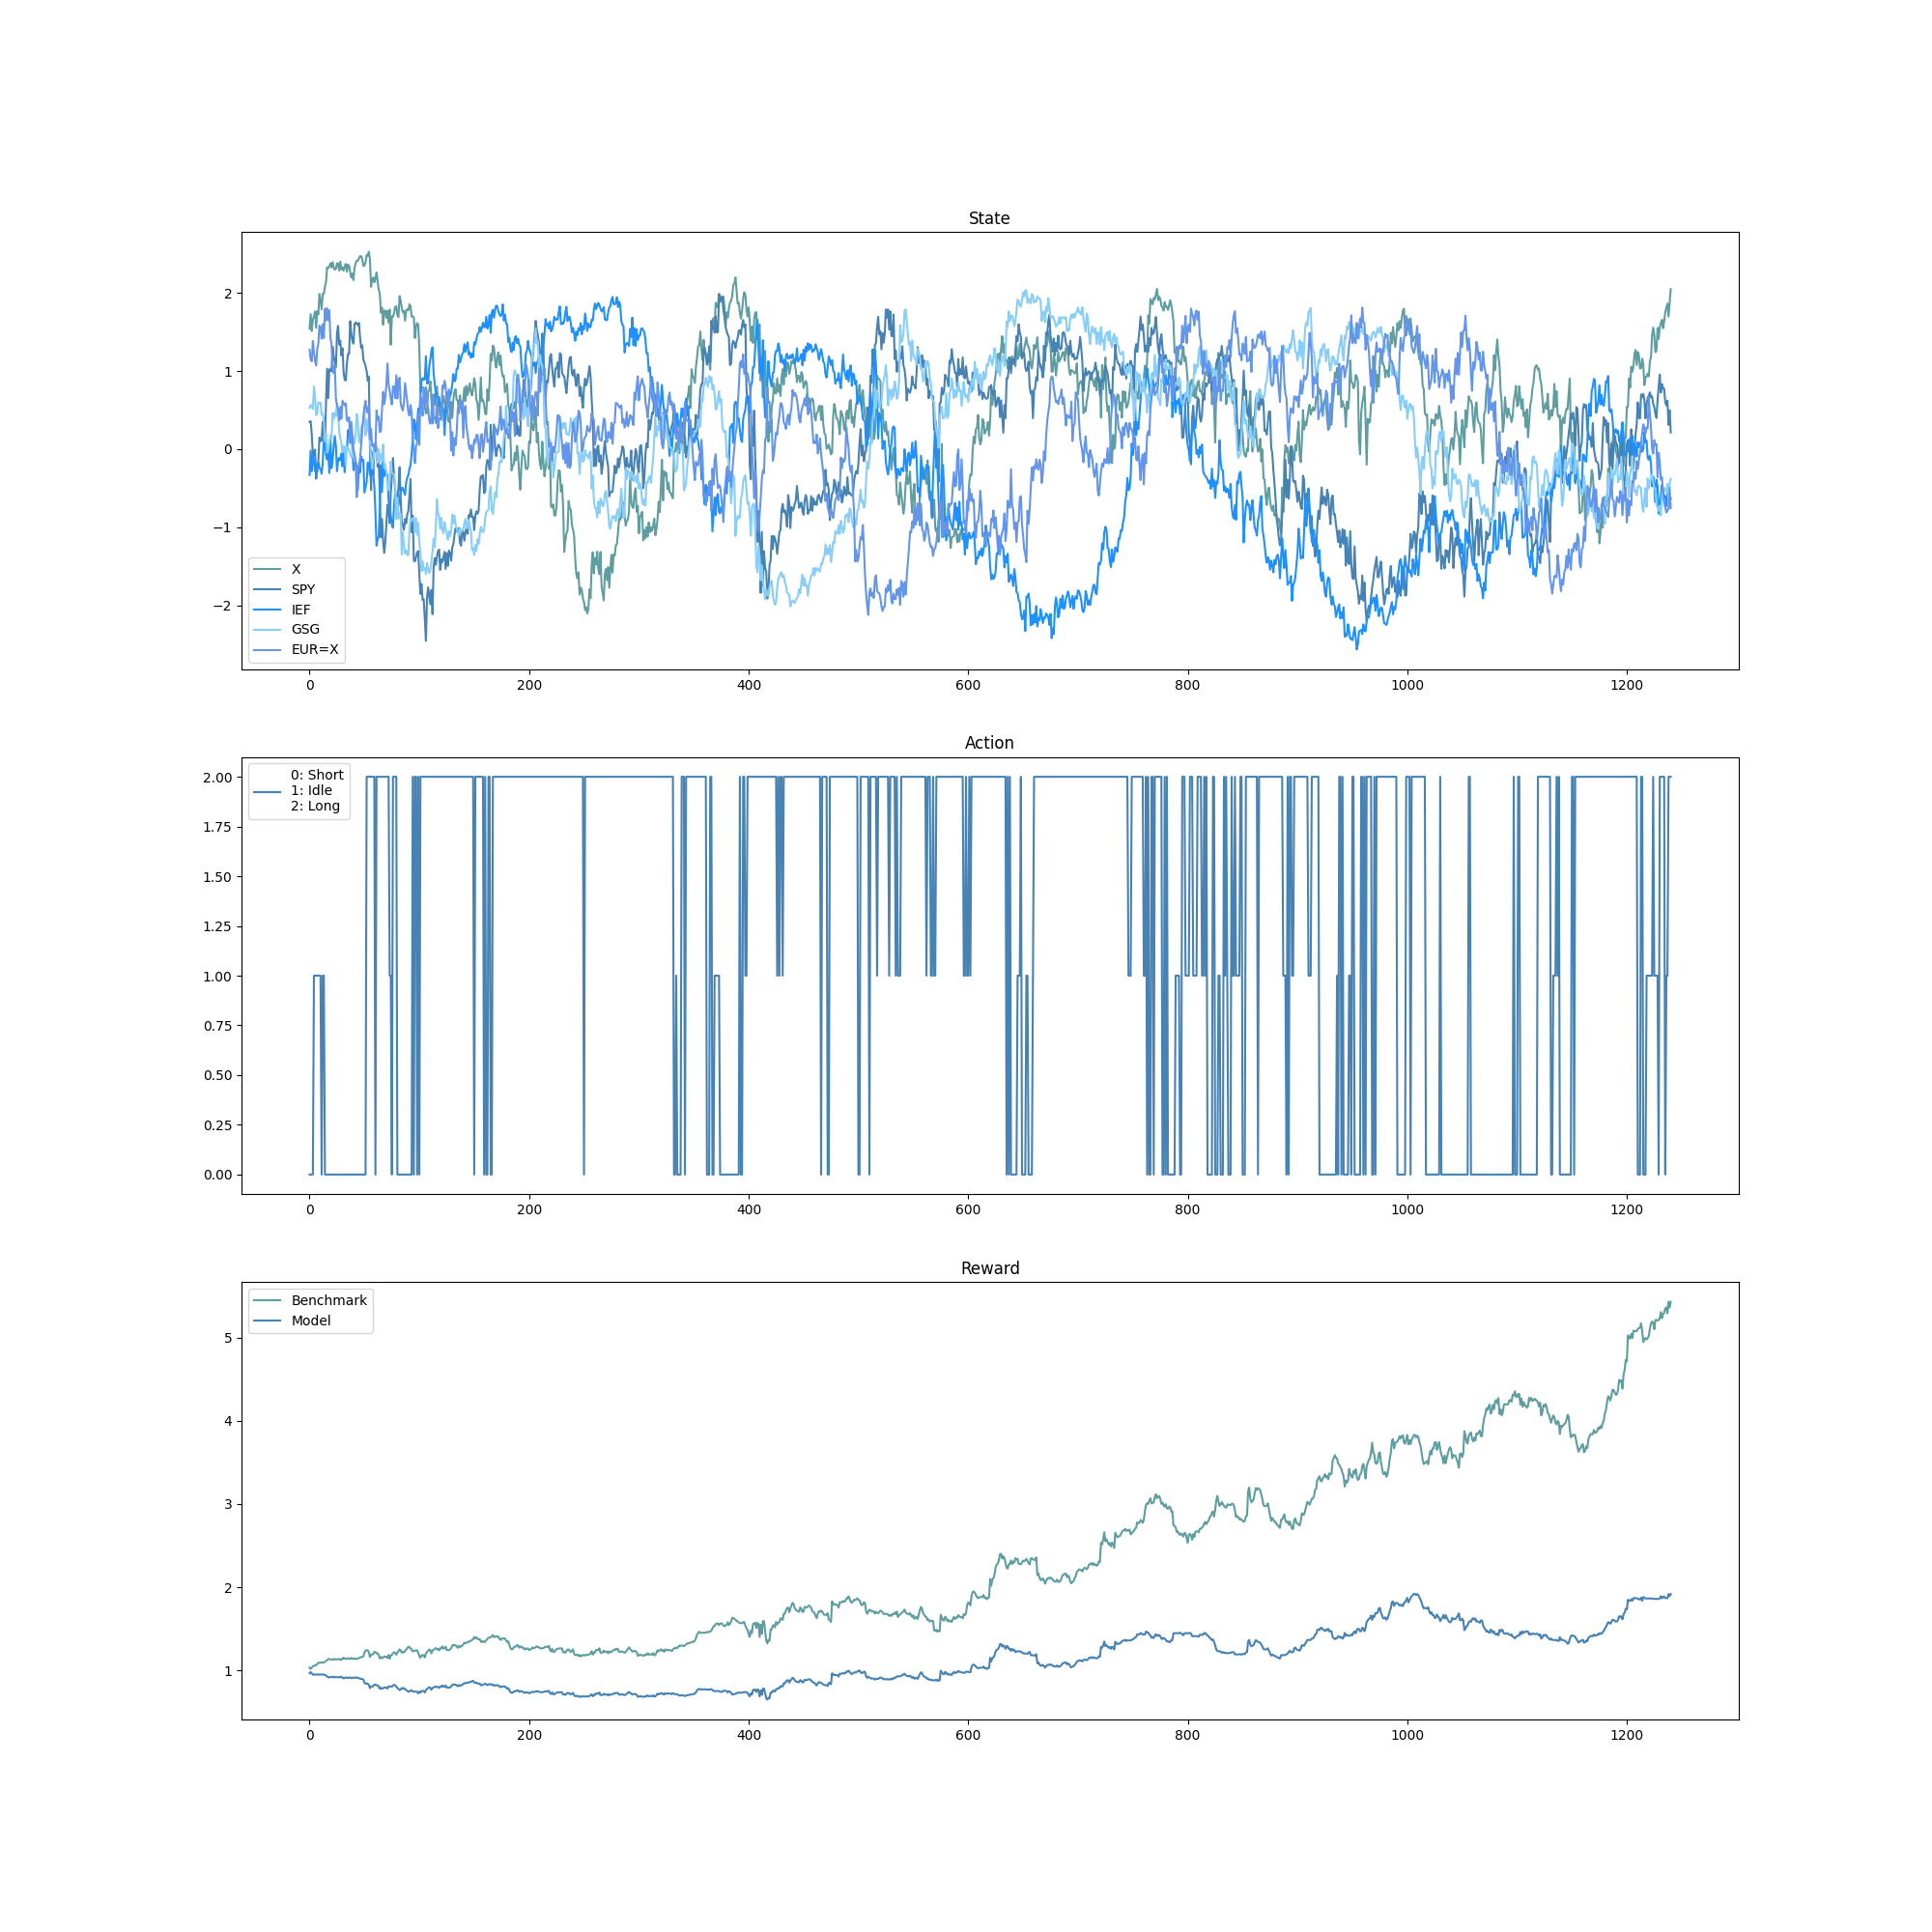 State
2
1
0
−1
−2
X
SPY
IEF
GSG
EUR=X
0 200 400 600 800 1000 1200
Action
2.00
1.75
1.50
1.25
1.00
0.75
0.50
0.25
0.00
0: Short
1: Idle
2: Long
0 200 400 600 800 1000 1200
Reward
Benchmark
Model
5
4
3
2
1
0 200 400 600 800 1000 1200